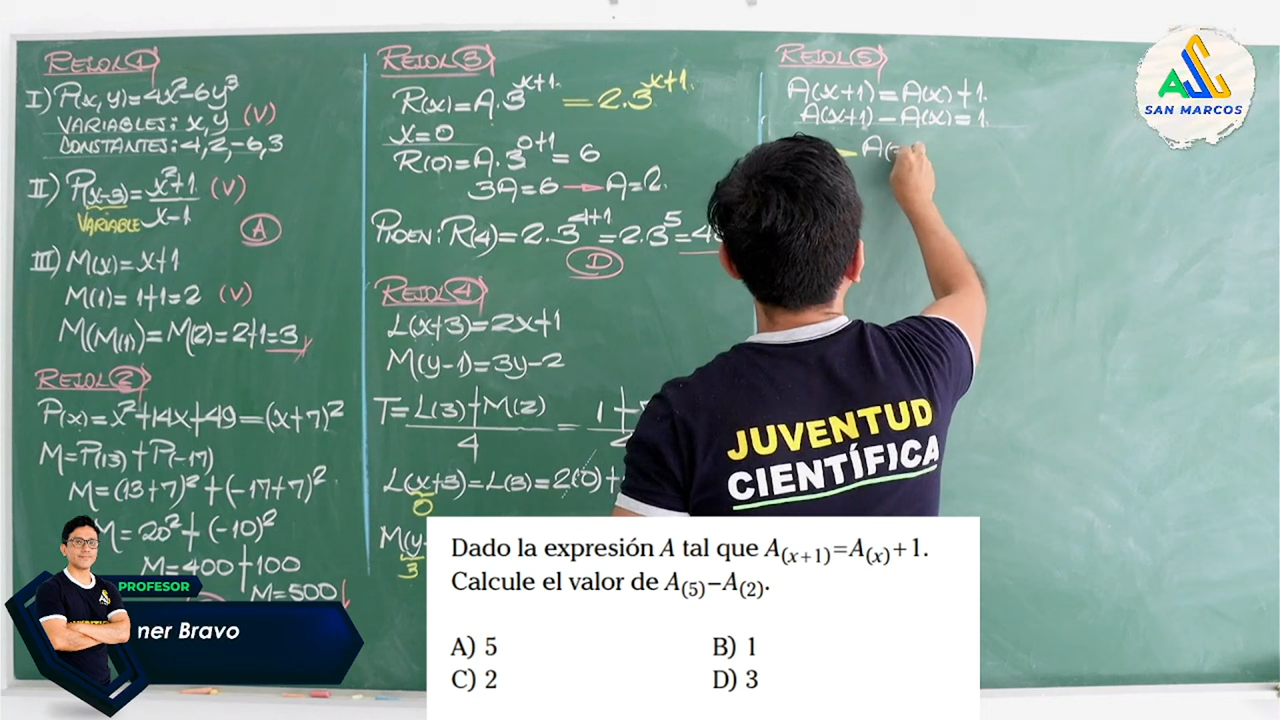 REJOL 1
I) P(x,y)=4x²-6y³
VARIABLES: x,y (V)
CONSTANTES: 4,2,-6,3
II) P(x-3)=x²+1/x-1 (V)
VARIABLE
A
III) M(x)=x+1
M(1)=1+1=2 (V)
M(M(1))=M(2)=2+1=3
REJOL 2
P(x)=x²+14x+49=(x+7)²
M=P(13)+P(-17)
M=(13+7)²+(-17+7)²
M=20²+(-10)²
M=400+100
M=500
REJOL 3
R(x)=A.3^x+1 =2.3^x+1
x=0
R(0)=A.3^0+1=6
3A=6→A=2
PIDEN: R(4)=2.3^4+1=2.3^5=
D
REJOL 4
L(x+3)=2x+1
M(y-1)=3y-2
T=L(3)+M(2)/4=
L(x+3)=L(3)=2(0)+
0
M(y-
3
REJOL 5
A(x+1)=A(x)+1.
A(x+1)-A(x)=1.
A(
SAN MARCOS
JUVENTUD
CIENTÍFICA
PROFESOR
ner Bravo
Dado la expresión A tal que A(x+1)=A(x)+1.
Calcule el valor de A(5)−A(2).
A) 5 B) 1
C) 2 D) 3